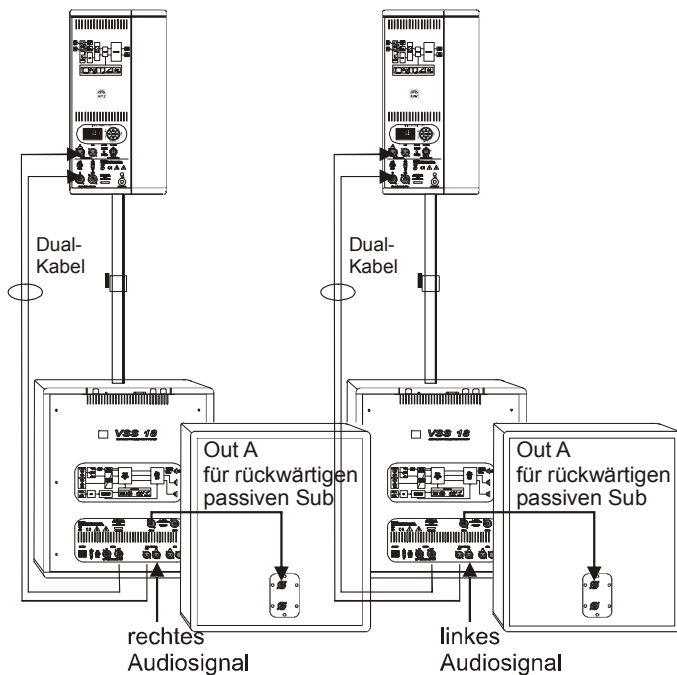 Dual-
Kabel
Dual-
Kabel
VSS 18
Out A
für rückwärtigen
passiven Sub
VSS 18
Out A
für rückwärtigen
passiven Sub
rechtes
Audiosignal
linkes
Audiosignal